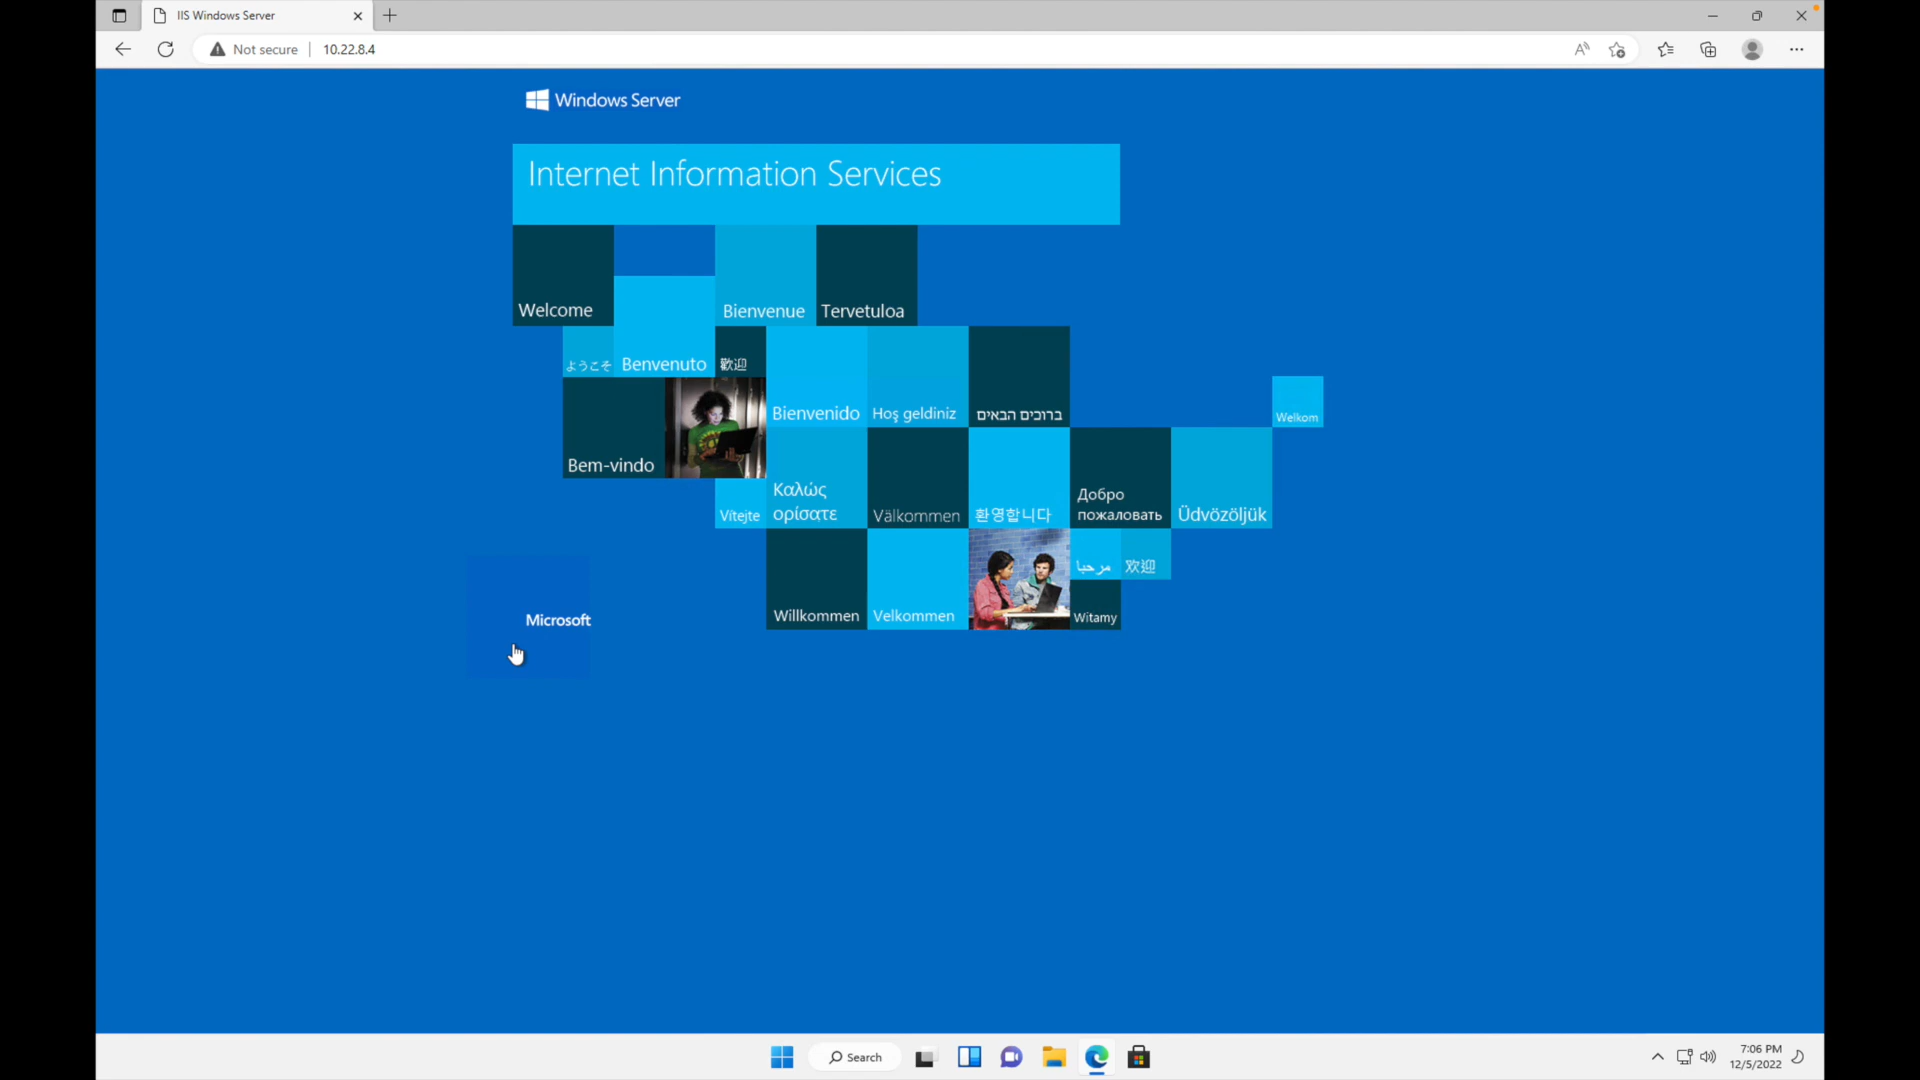 IIS Windows Server
Not secure
10.22.8.4
Windows Server
Internet Information Services
Welcome
Bienvenue
Tervetuloa
ようこそ
Benvenuto
歡迎
Bienvenido
Hoş geldiniz
ברוכים הבאים
Welkom
Bem-vindo
Vítejte
Καλώς
ορίσατε
Välkommen
환영합니다
Добро
пожаловать
Üdvözöljük
Microsoft
Willkommen
Velkommen
مرحبا
欢迎
Witamy
Search
7:06 PM
12/5/2022